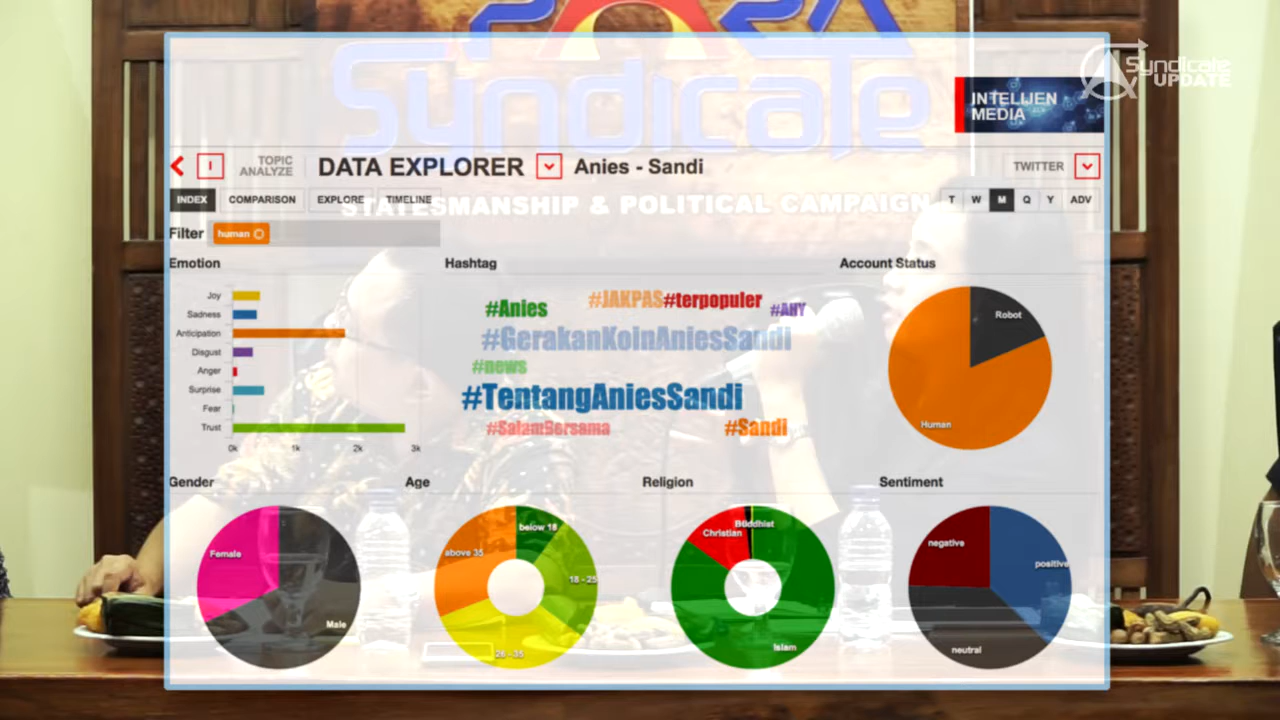 Syndicate
Syndicate
UPDATE
INTELIJEN
MEDIA
I
TOPIC
ANALYZE
DATA EXPLORER
Anies - Sandi
TWITTER
INDEX
COMPARISON
EXPLORE
TIMELINE
T
W
M
Q
Y
ADV
STATESMANSHIP & POLITICAL CAMPAIGN
Filter
human
Emotion
Hashtag
Account Status
Joy
Sadness
Anticipation
Disgust
Anger
Surprise
Fear
Trust
0k
1k
2k
3k
#Anies
#JAKPAS
#terpopuler
#AHY
#GerakanKoinAniesSandi
#news
#TentangAniesSandi
#SalamBersama
#Sandi
Robot
Human
Gender
Age
Religion
Sentiment
Female
Male
below 18
above 35
18 - 25
26 - 35
Christian
Buddhist
Islam
negative
positive
neutral